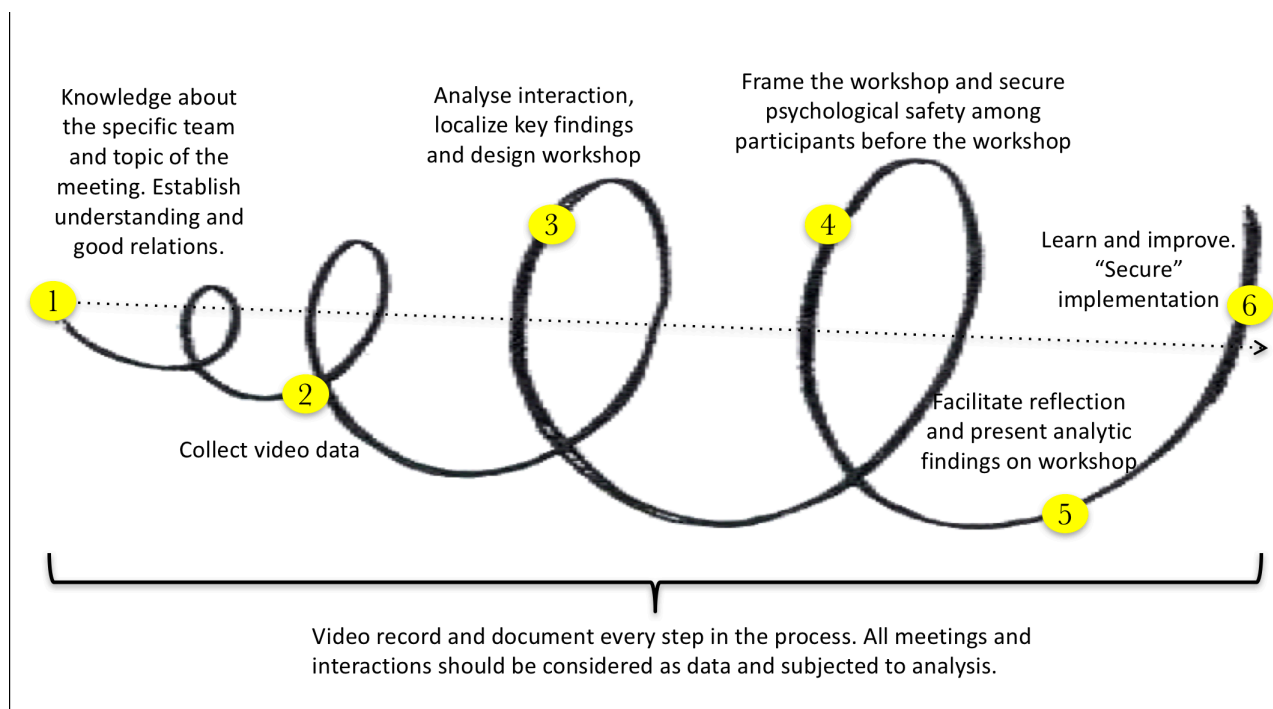 Knowledge about
the specific team
and topic of the
meeting. Establish
understanding and
good relations.
1
2
Collect video data
Analyse interaction,
localize key findings
and design workshop
3
Frame the workshop and secure
psychological safety among
participants before the workshop
4
Facilitate reflection
and present analytic
findings on workshop
5
Learn and improve.
“Secure”
implementation
6
Video record and document every step in the process. All meetings and
interactions should be considered as data and subjected to analysis.